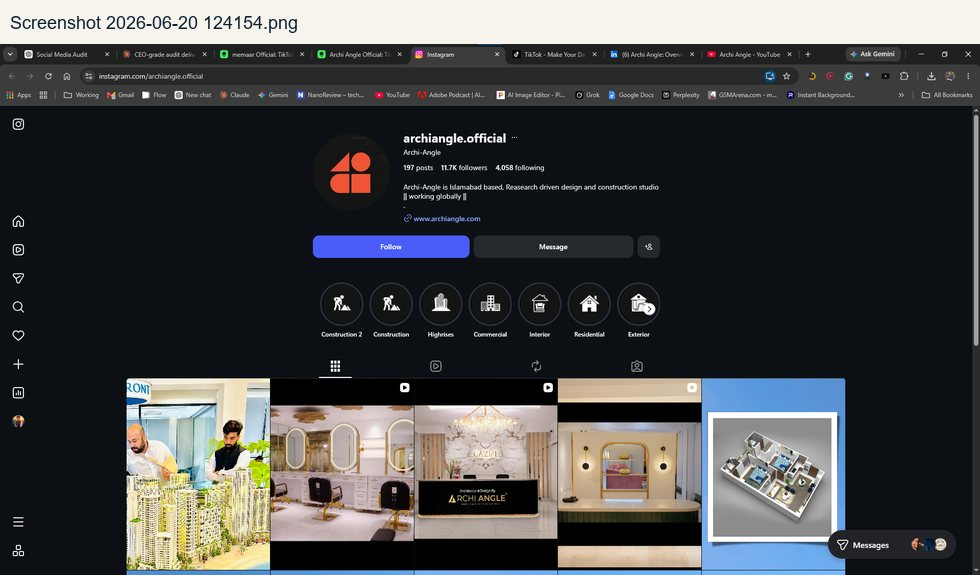 Screenshot 2026-06-20 124154.png
Social Media Audit
CEO-grade audit deliv
memaar Official: TikTok
Archi Angle Official: Ti
Instagram
TikTok - Make Your Da
(6) Archi Angle: Overv
Archi Angle - YouTube
Ask Gemini
instagram.com/archiangle.official
Apps
Working
Gmail
Flow
New chat
Claude
Gemini
NanoReview – tech...
YouTube
Adobe Podcast | AI...
AI Image Editor - Pi...
Grok
Google Docs
Perplexity
GSMArena.com - m...
Instant Background...
All Bookmarks
archiangle.official
Archi-Angle
197 posts 11.7K followers 4,058 following
Archi-Angle is Islamabad based, Reasearch driven design and construction studio
|| working globally ||
.
www.archiangle.com
Follow
Message
Construction 2
Construction
Highrises
Commercial
Interior
Residential
Exterior
RONI
Architectural Design By
ARCHI ANGLE
Messages